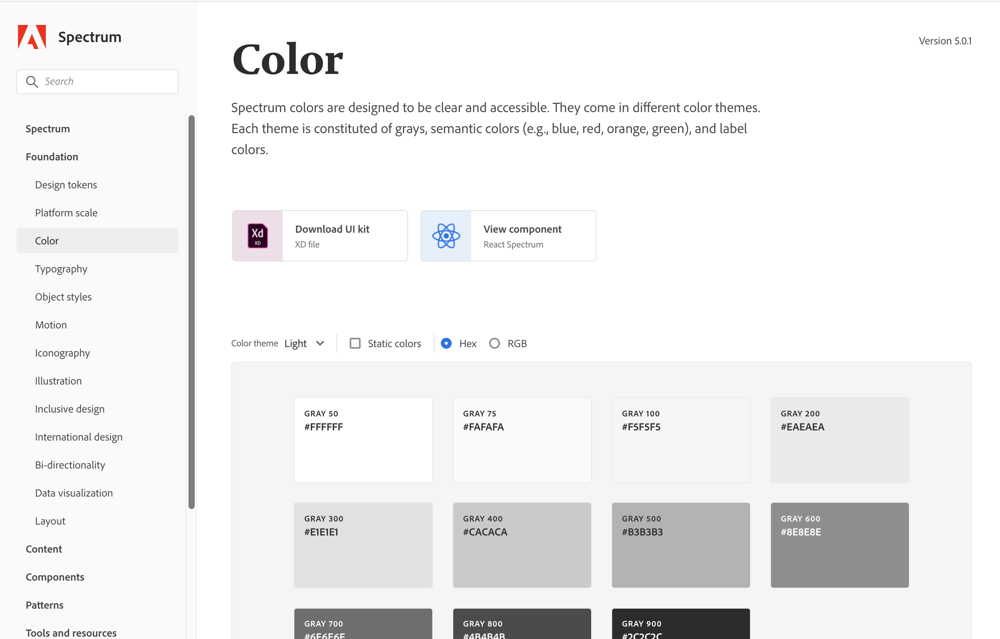 Spectrum
Search
Spectrum
Foundation
Design tokens
Platform scale
Color
Typography
Object styles
Motion
Iconography
Illustration
Inclusive design
International design
Bi-directionality
Data visualization
Layout
Content
Components
Patterns
Tools and resources
Color
Version 5.0.1
Spectrum colors are designed to be clear and accessible. They come in different color themes.
Each theme is constituted of grays, semantic colors (e.g., blue, red, orange, green), and label
colors.
Xd
XD
Download UI kit
XD file
View component
React Spectrum
Color theme Light Static colors Hex RGB
GRAY 50
#FFFFFF
GRAY 75
#FAFAFA
GRAY 100
#F5F5F5
GRAY 200
#EAEAEA
GRAY 300
#E1E1E1
GRAY 400
#CACACA
GRAY 500
#B3B3B3
GRAY 600
#8E8E8E
GRAY 700
#6E6E6E
GRAY 800
#4B4B4B
GRAY 900
#2C2C2C